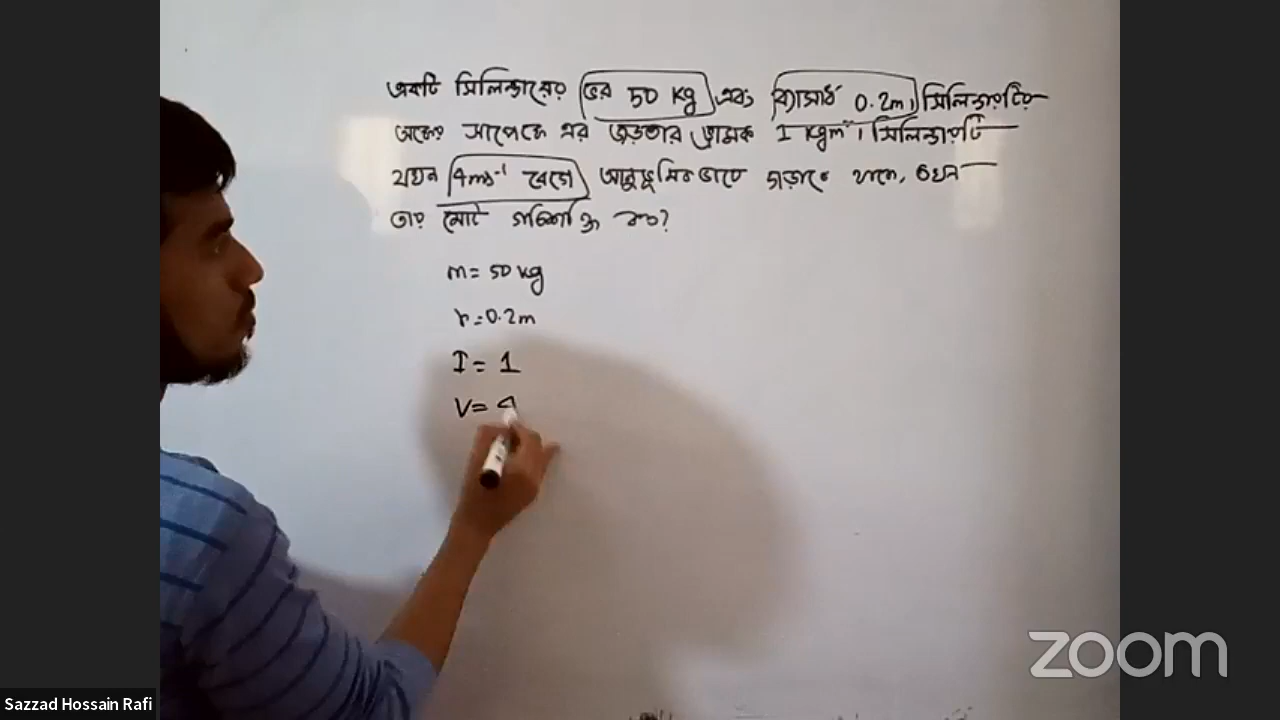 একটি সিলিন্ডারের ভর 50 kg এবং ব্যাসার্ধ 0.2m। সিলিন্ডারটির
অক্ষের সাপেক্ষে এর জড়তার ভ্রামক 1 kgm²। সিলিন্ডারটি
যখন 4ms⁻¹ বেগে আনুভূমিকভাবে গড়াতে থাকে, তখন
তার মোট গতিশক্তি কত?
m = 50 kg
r = 0.2m
I = 1
V = 4
zoom
Sazzad Hossain Rafi